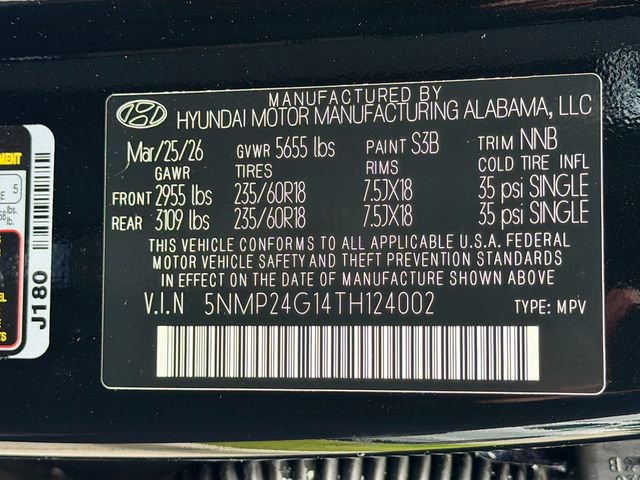 MANUFACTURED BY
HYUNDAI MOTOR MANUFACTURING ALABAMA, LLC
Mar/25/26 GVWR 5655 lbs PAINT S3B TRIM NNB
GAWR TIRES RIMS COLD TIRE INFL
FRONT 2955 lbs 235/60R18 7.5JX18 35 psi SINGLE
REAR 3109 lbs 235/60R18 7.5JX18 35 psi SINGLE
THIS VEHICLE CONFORMS TO ALL APPLICABLE U.S.A. FEDERAL
MOTOR VEHICLE SAFETY AND THEFT PREVENTION STANDARDS
IN EFFECT ON THE DATE OF MANUFACTURE SHOWN ABOVE
V.I.N 5NMP24G14TH124002 TYPE: MPV
J180
5
lbs.